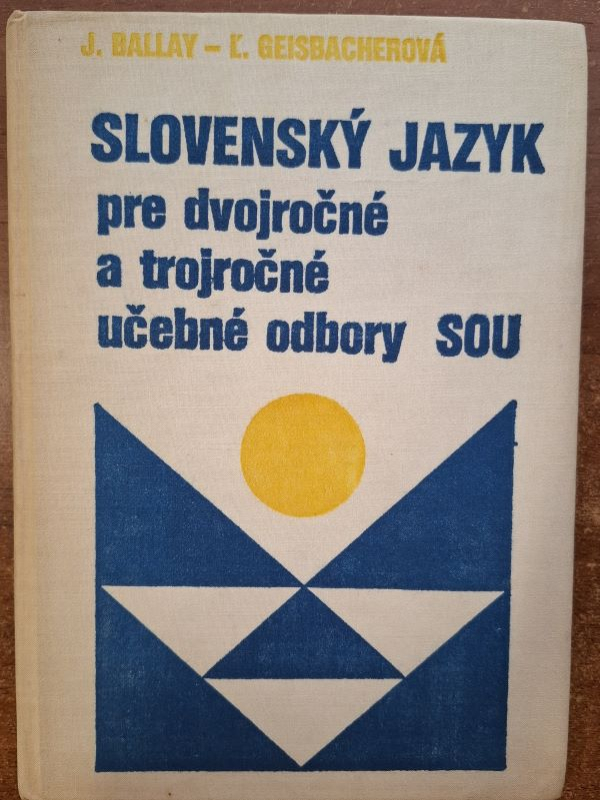 J. BALLAY – Ľ. GEISBACHEROVÁ
SLOVENSKÝ JAZYK
pre dvojročné
a trojročné
učebné odbory SOU